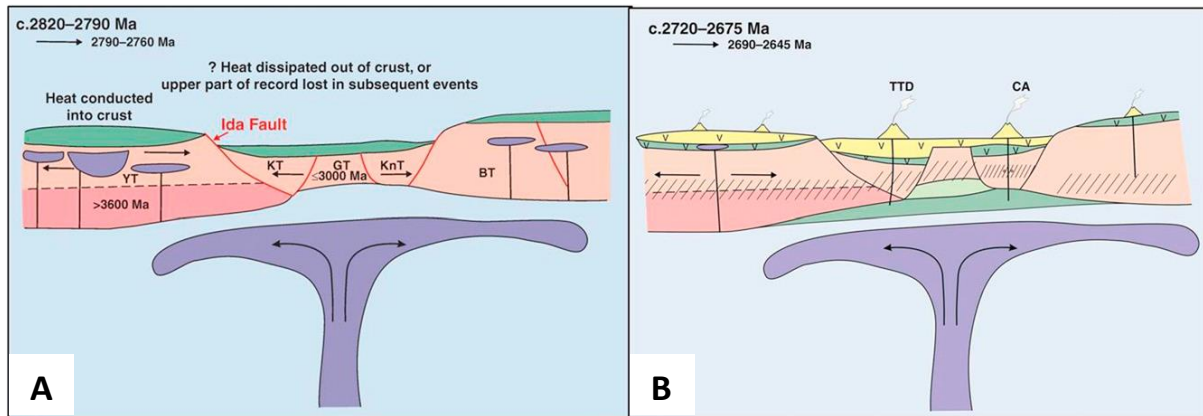 c.2820–2790 Ma
2790–2760 Ma
? Heat dissipated out of crust, or
upper part of record lost in subsequent events
Heat conducted
into crust
Ida Fault
KT
GT
KnT
≤3000 Ma
YT
BT
>3600 Ma
A
c.2720–2675 Ma
2690–2645 Ma
TTD
CA
V V V V V V V V V V
B